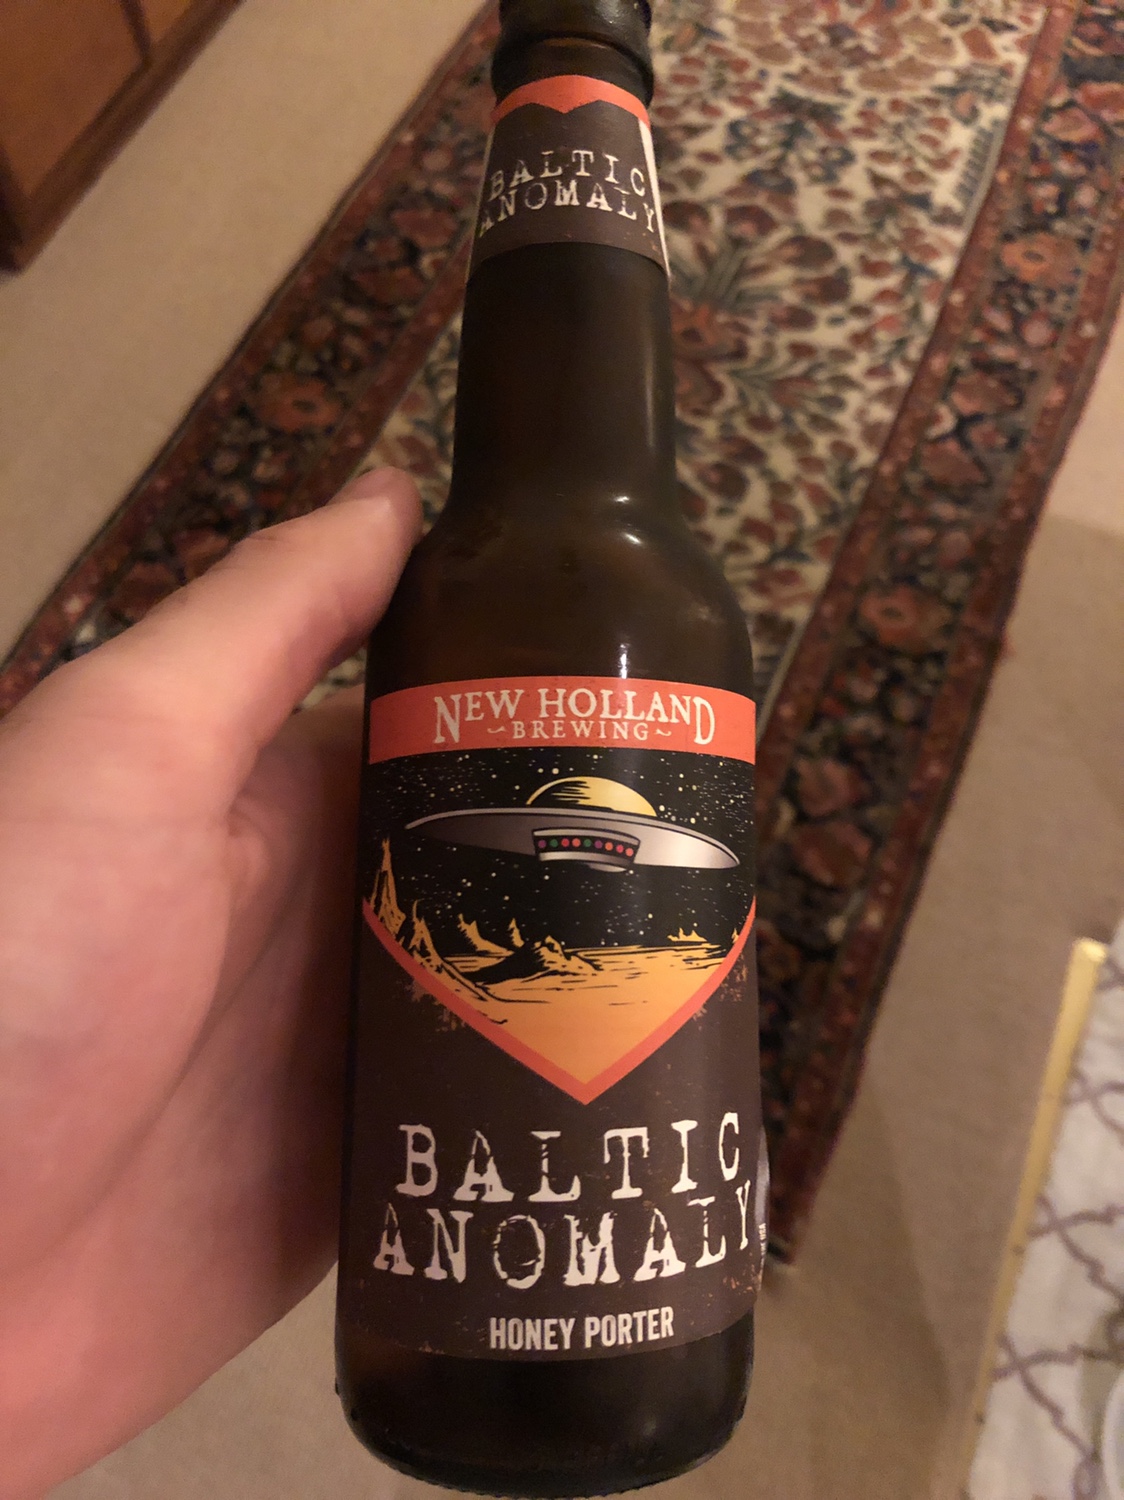 BALTIC
ANOMALY
NEW HOLLAND
~BREWING~
BALTIC
ANOMALY
HONEY PORTER